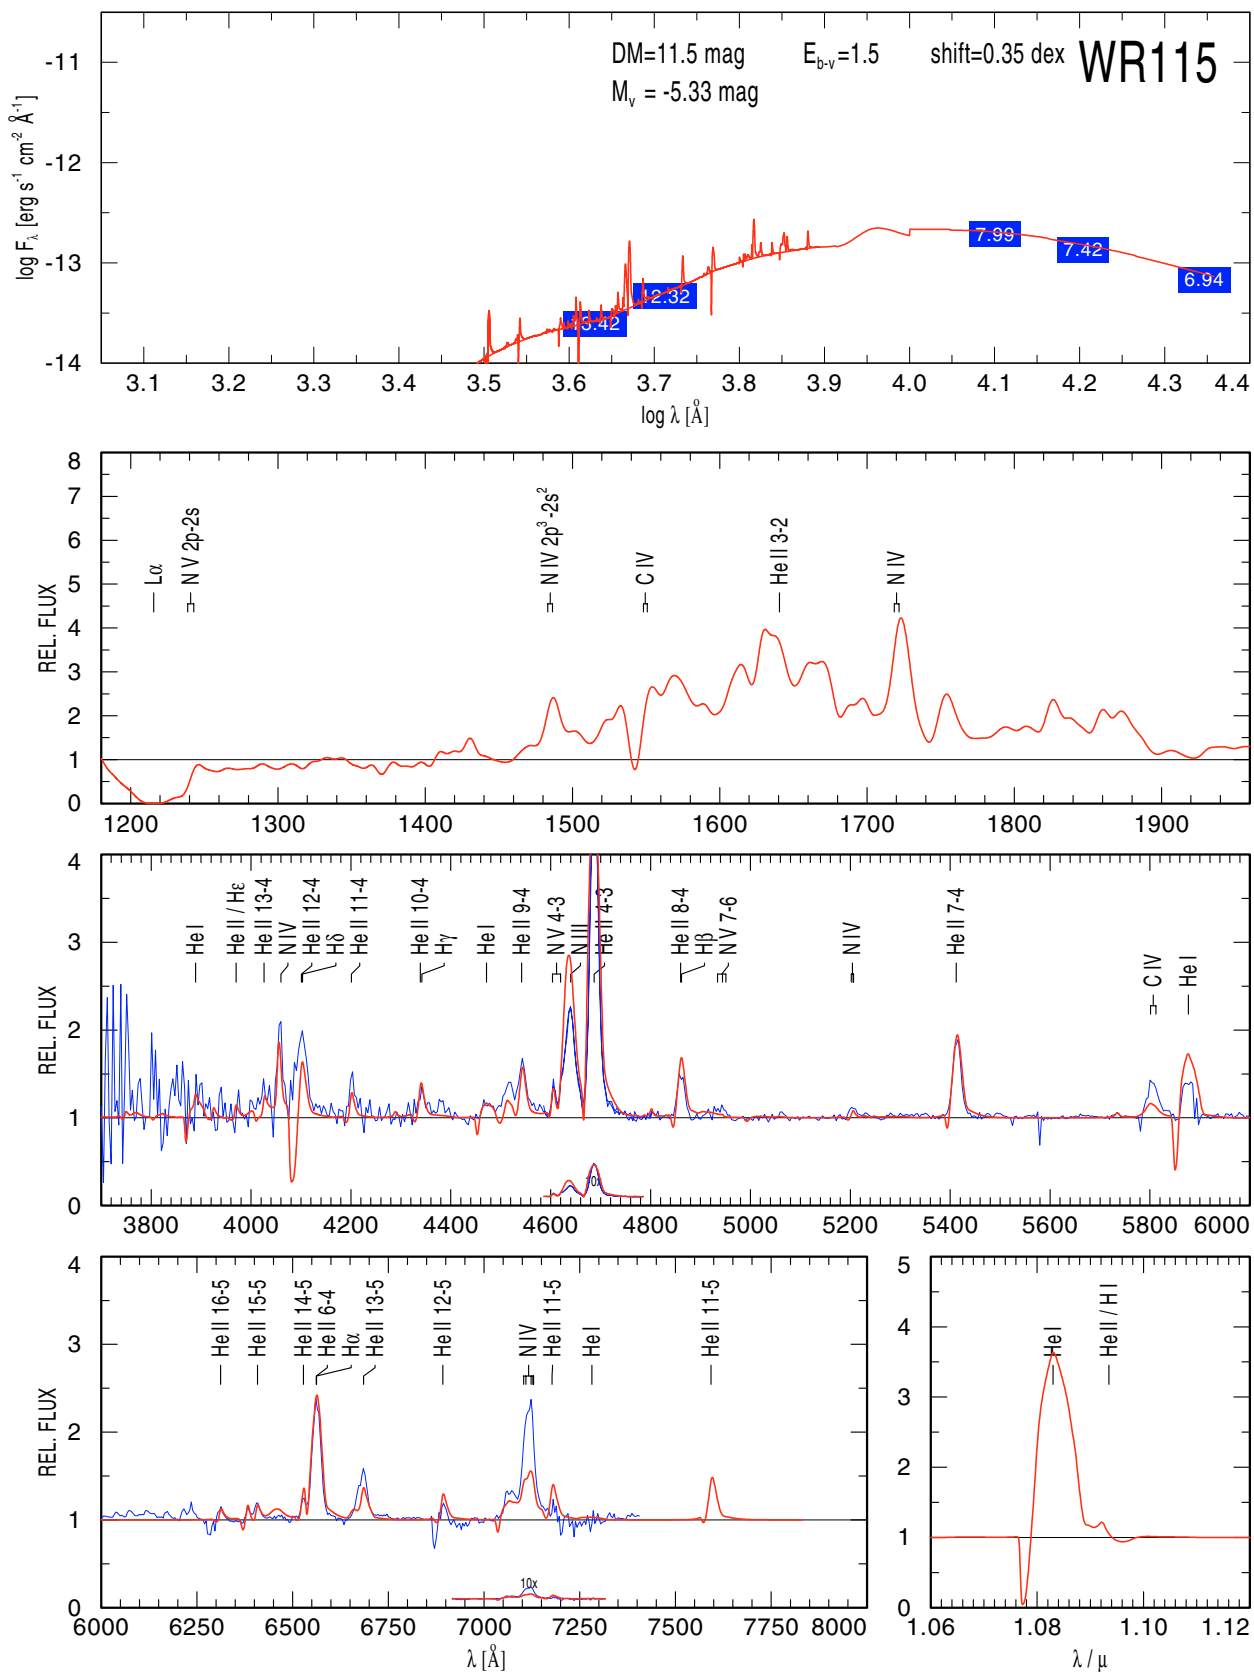 DM=11.5 mag E_b-v=1.5 shift=0.35 dex WR115
M_v = -5.33 mag
log F_λ [erg s⁻¹ cm⁻² Å⁻¹]
-11
-12
-13
-14
13.42
12.32
7.99
7.42
6.94
3.1 3.2 3.3 3.4 3.5 3.6 3.7 3.8 3.9 4.0 4.1 4.2 4.3 4.4
log λ [Å]
REL. FLUX
8
7
6
5
4
3
2
1
0
Lα
N V 2p-2s
N IV 2p³-2s²
C IV
He II 3-2
N IV
1200 1300 1400 1500 1600 1700 1800 1900
REL. FLUX
4
3
2
1
0
He I
He II / Hε
He II 13-4
N IV
He II 12-4
Hδ
He II 11-4
He II 10-4
Hγ
He I
He II 9-4
N V 4-3
N III
He II 4-3
He II 8-4
Hβ
N V 7-6
N IV
He II 7-4
C IV
He I
10x
3800 4000 4200 4400 4600 4800 5000 5200 5400 5600 5800 6000
REL. FLUX
4
3
2
1
0
He II 16-5
He II 15-5
He II 14-5
He II 6-4
Hα
He II 13-5
He II 12-5
N IV
He II 11-5
He I
He II 11-5
10x
6000 6250 6500 6750 7000 7250 7500 7750 8000
λ [Å]
5
4
3
2
1
0
He I
He II / H I
1.06 1.08 1.10 1.12
λ / μ